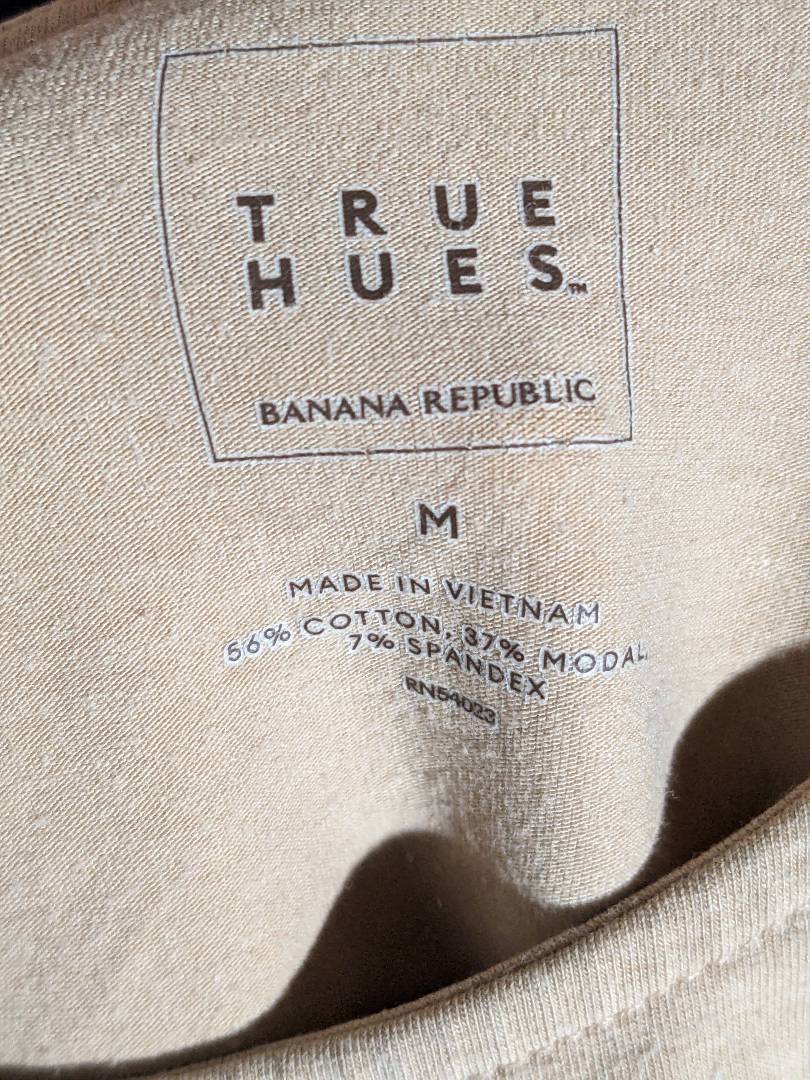 TRUE
HUES™
BANANA REPUBLIC
M
MADE IN VIETNAM
56% COTTON, 37% MODAL
7% SPANDEX
RN54023